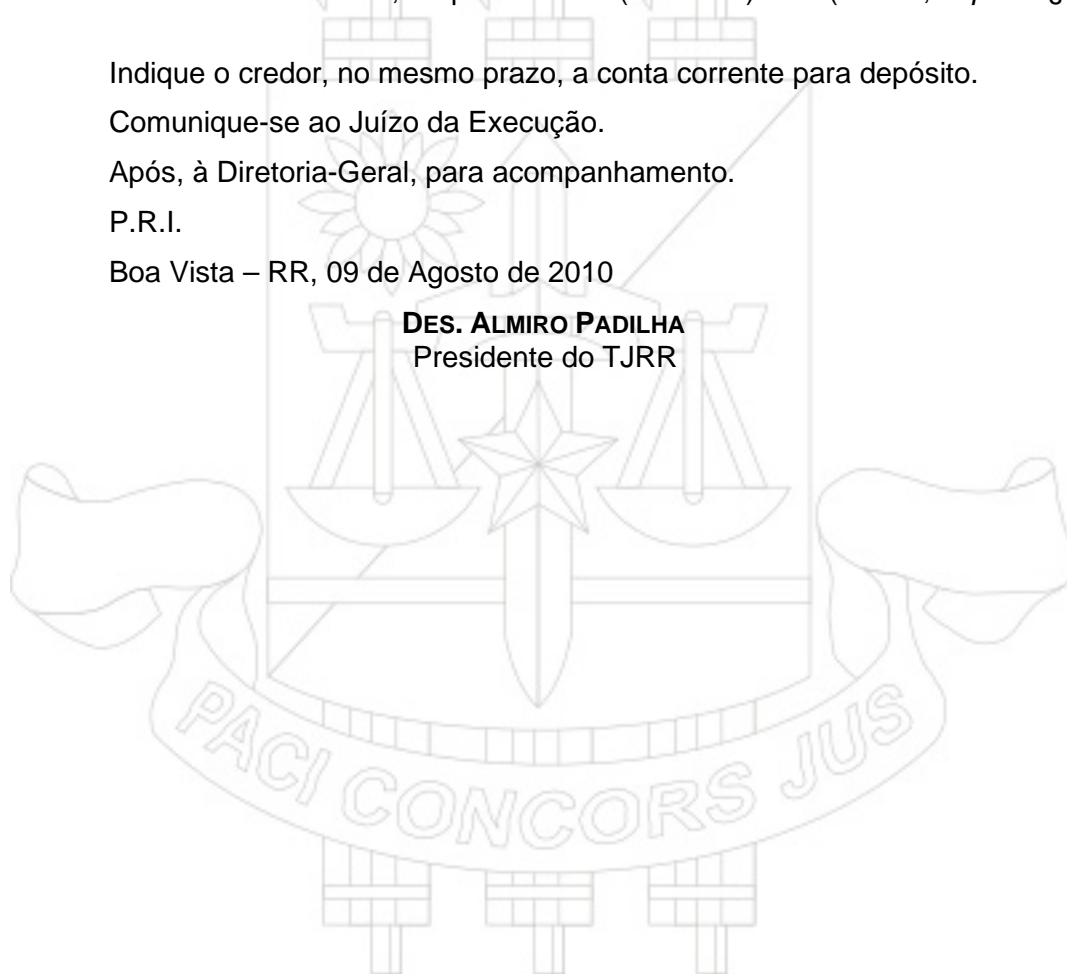 Indique o credor, no mesmo prazo, a conta corrente para depósito.
Comunique-se ao Juízo da Execução.
Após, à Diretoria-Geral, para acompanhamento.
P.R.I.
Boa Vista – RR, 09 de Agosto de 2010
DES. ALMIRO PADILHA
Presidente do TJRR
PACI CONCORS JUS